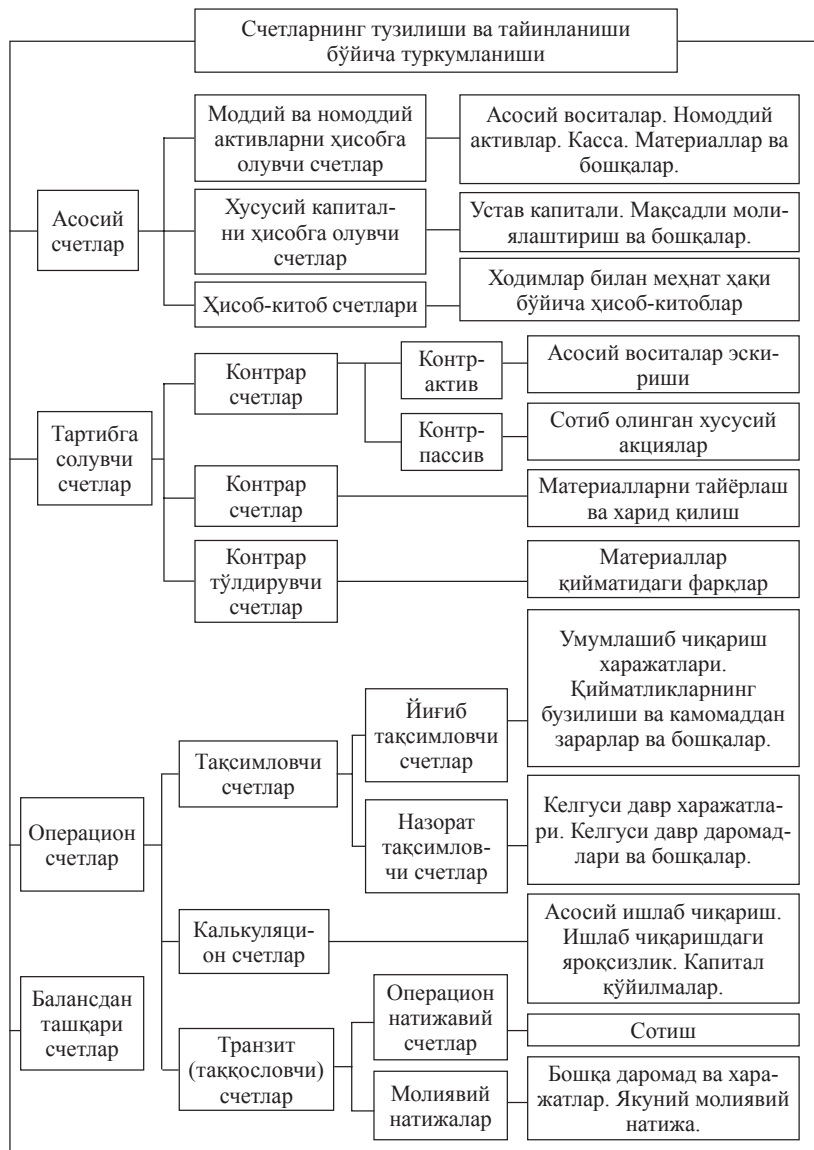 Счетларнинг тузилиши ва тайинланиши
бўйича туркумланиши
Асосий
счетлар
Моддий ва номоддий
активларни ҳисобга
олувчи счетлар
Асосий воситалар. Номоддий
активлар. Касса. Материаллар ва
бошқалар.
Хусусий капитал-
ни ҳисобга олувчи
счетлар
Устав капитали. Мақсадли моли-
ялаштириш ва бошқалар.
Ҳисоб-китоб счетлари
Ходимлар билан меҳнат ҳақи
бўйича ҳисоб-китоблар
Тартибга
солувчи
счетлар
Контрар
счетлар
Контр-
актив
Асосий воситалар эски-
риши
Контр-
пассив
Сотиб олинган хусусий
акциялар
Контрар
счетлар
Материалларни тайёрлаш
ва харид қилиш
Контрар
тўлдирувчи
счетлар
Материаллар
қийматидаги фарқлар
Операцион
счетлар
Тақсимловчи
счетлар
Йиғиб
тақсимловчи
счетлар
Умумлашиб чиқариш
харажатлари.
Қийматликларнинг
бузилиши ва камомаддан
зарарлар ва бошқалар.
Назорат
тақсимлов-
чи счетлар
Келгуси давр харажатла-
ри. Келгуси давр даромад-
лари ва бошқалар.
Калькуляци-
он счетлар
Асосий ишлаб чиқариш.
Ишлаб чиқаришдаги
яроқсизлик. Капитал
қўйилмалар.
Балансдан
ташқари
счетлар
Транзит
(таққословчи)
счетлар
Операцион
натижавий
счетлар
Сотиш
Молиявий
натижалар
Бошқа даромад ва хара-
жатлар. Якуний молиявий
натижа.